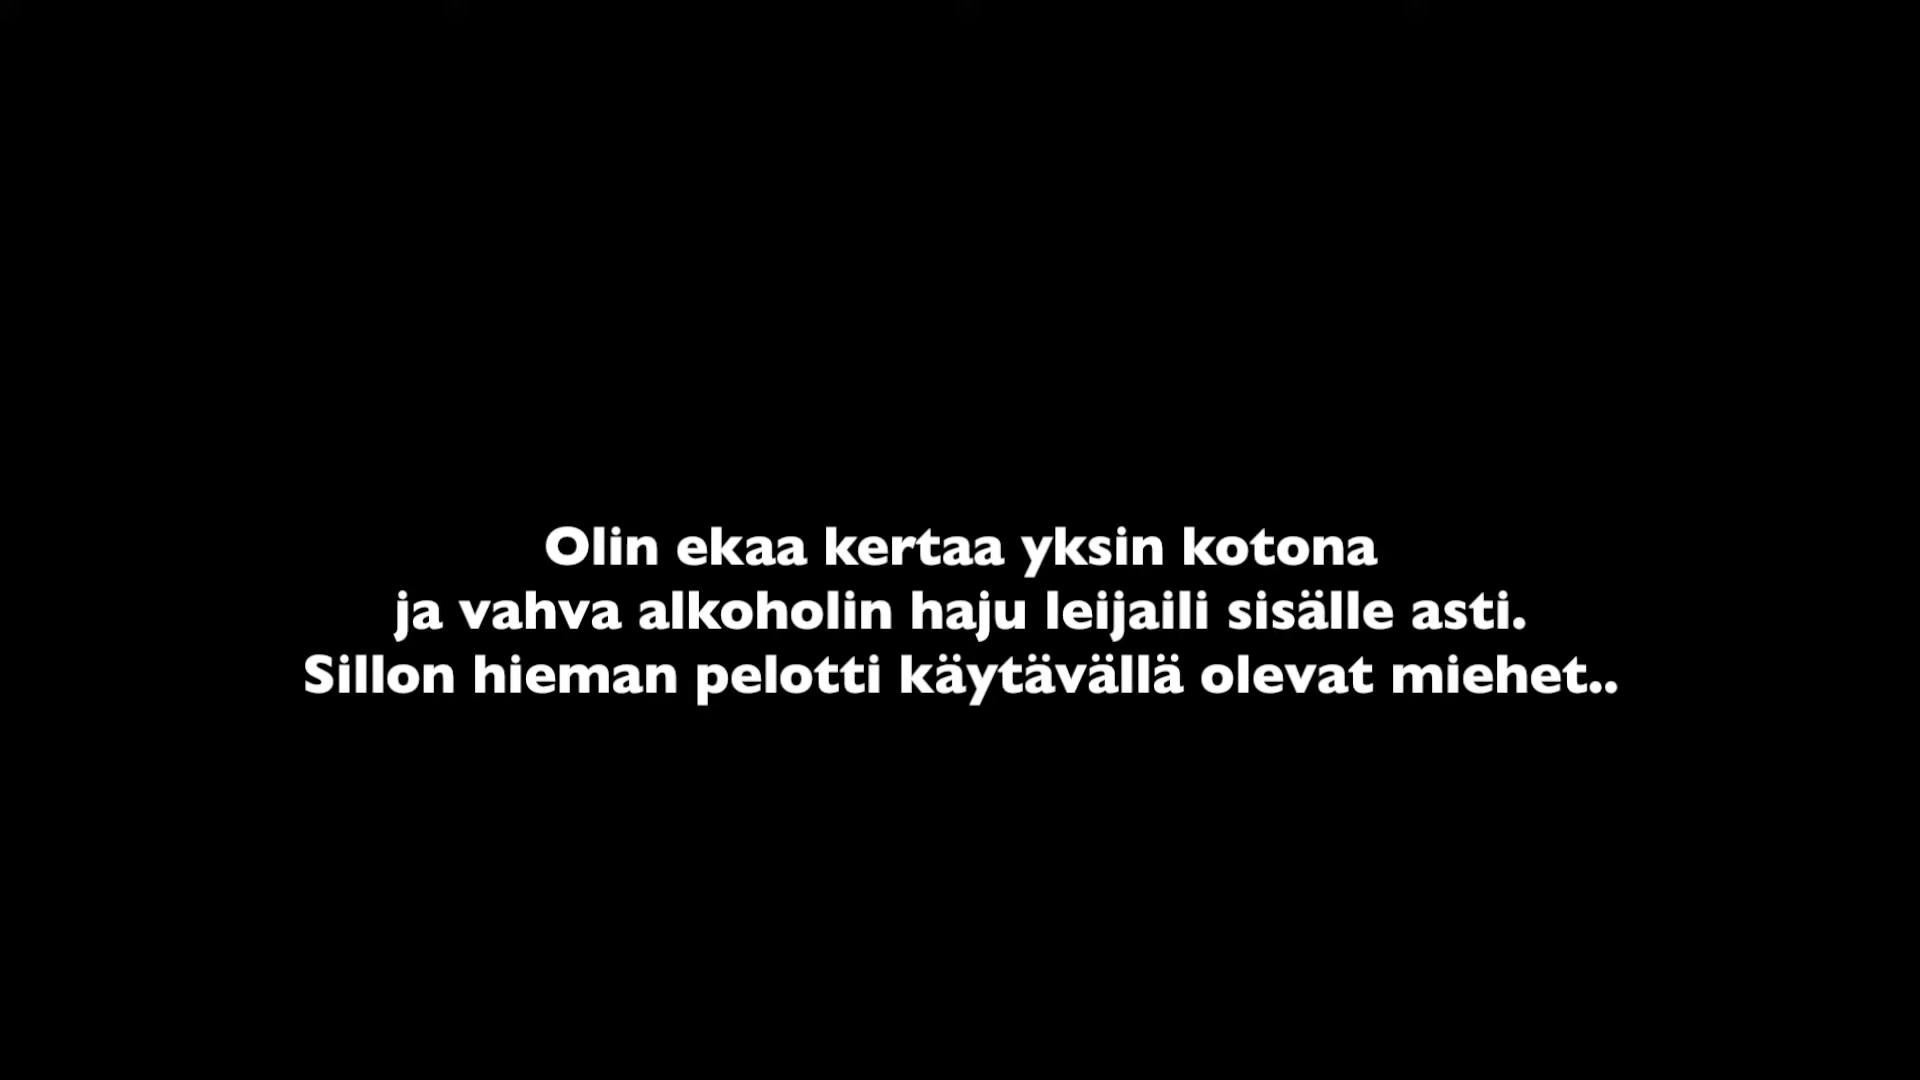 Olin ekaa kertaa yksin kotona
ja vahva alkoholin haju leijaili sisälle asti.
Sillon hieman pelotti käytävällä olevat miehet..